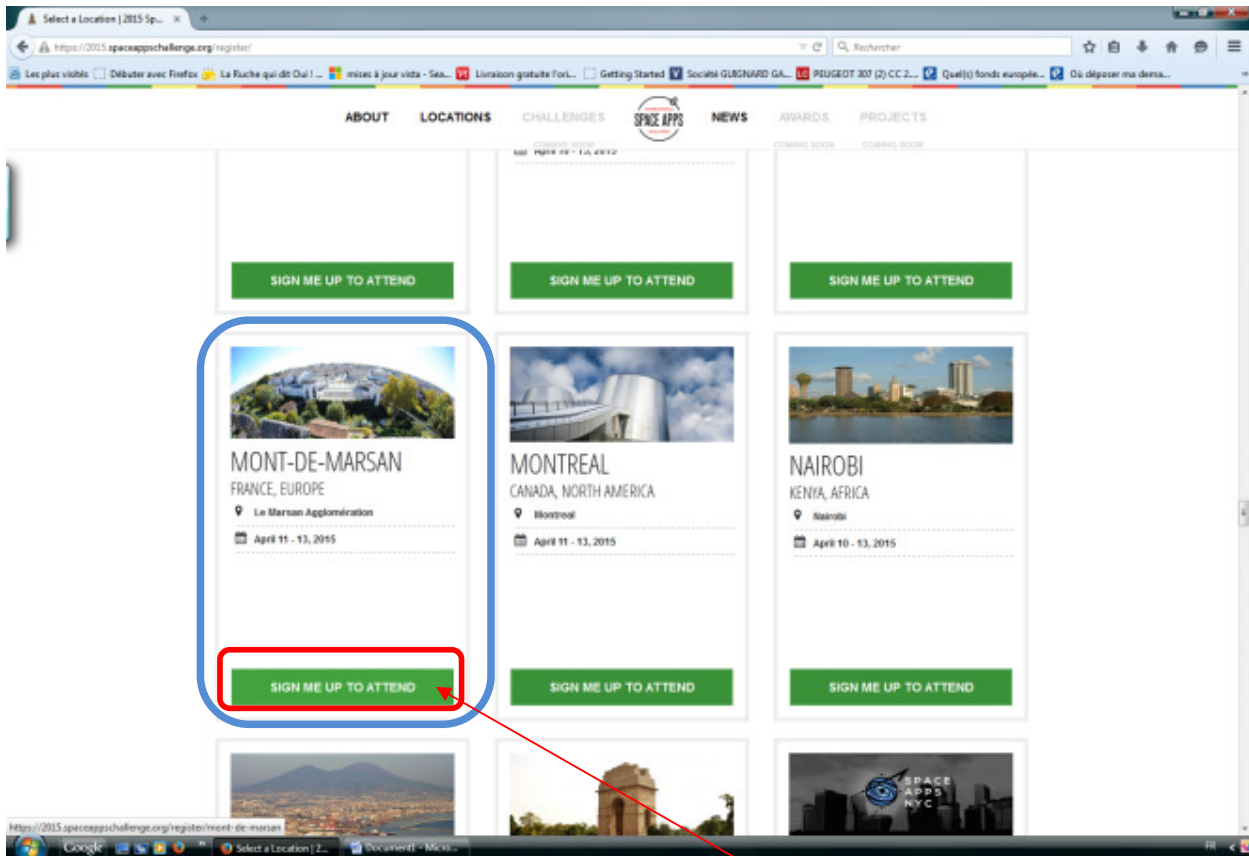 Select a Location | 2015 Sp...
https://2015.spaceappschallenge.org/register/
Rechercher
Les plus visités
Débuter avec Firefox
La Ruche qui dit Oui ! ...
mises à jour vista - Sea...
Livraison gratuite l'ori...
Getting Started
Société GUIGNARD GA...
PEUGEOT 307 (2) CC 2....
Quel(s) fonds europée...
Où déposer ma dema...
ABOUT
LOCATIONS
CHALLENGES
COMING SOON
SPACE APPS
NEWS
AWARDS
COMING SOON
PROJECTS
COMING SOON
April 10 - 13, 2015
SIGN ME UP TO ATTEND
SIGN ME UP TO ATTEND
SIGN ME UP TO ATTEND
MONT-DE-MARSAN
FRANCE, EUROPE
Le Marsan Agglomération
April 11 - 13, 2015
SIGN ME UP TO ATTEND
MONTREAL
CANADA, NORTH AMERICA
Montreal
April 11 - 13, 2015
SIGN ME UP TO ATTEND
NAIROBI
KENYA, AFRICA
Nairobi
April 10 - 13, 2015
SIGN ME UP TO ATTEND
SPACE
APPS
NYC
https://2015.spaceappschallenge.org/register/mont-de-marsan
Google
Select a Location | 2...
Document1 - Micro...
FR